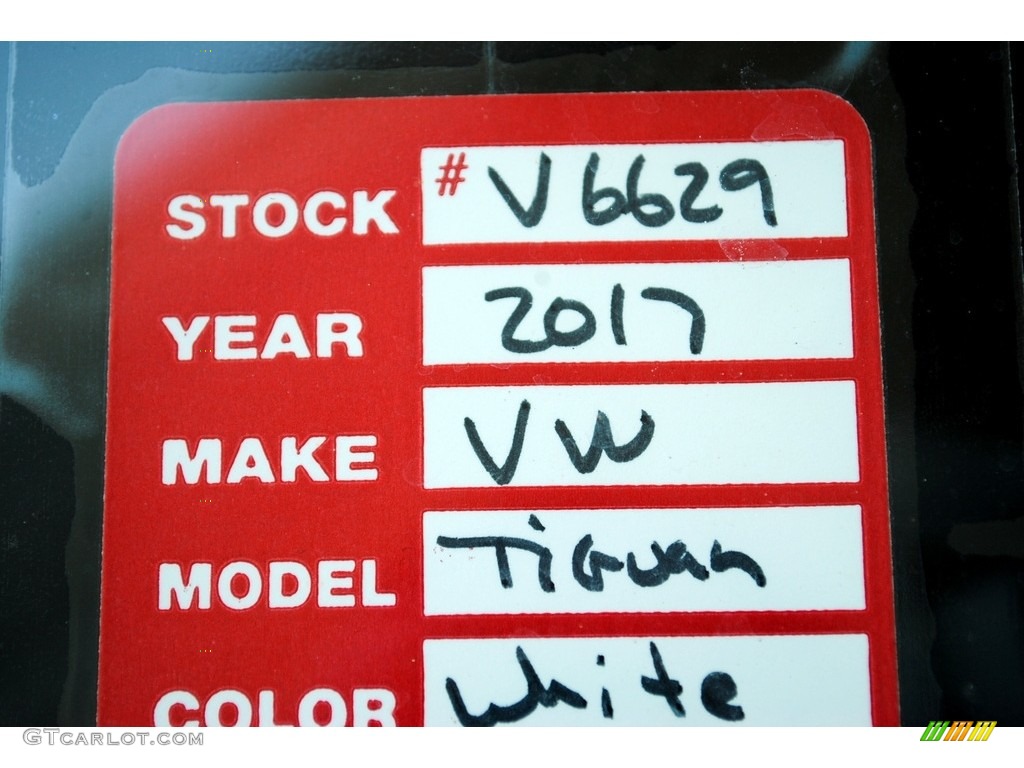 STOCK # V6629
YEAR 2017
MAKE VW
MODEL Tiguan
COLOR White
GTCARLOT.COM